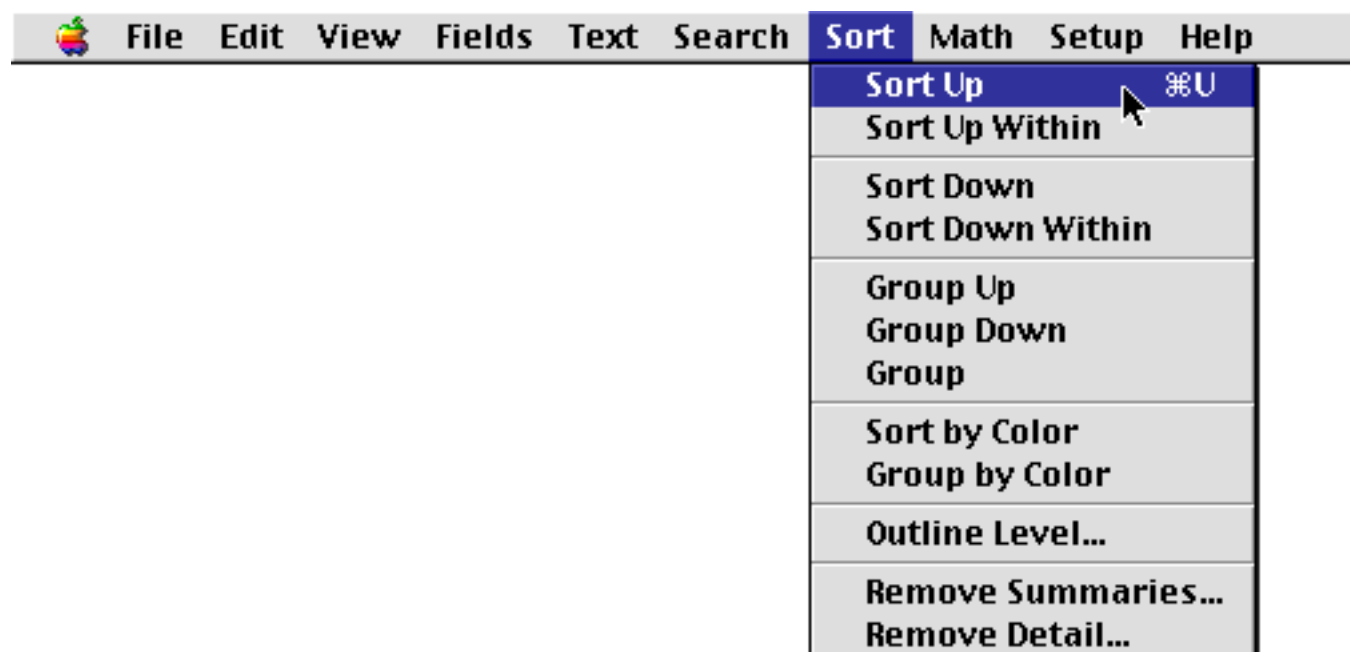 File Edit View Fields Text Search Sort Math Setup Help
Sort Up ⌘U
Sort Up Within
Sort Down
Sort Down Within
Group Up
Group Down
Group
Sort by Color
Group by Color
Outline Level...
Remove Summaries...
Remove Detail...